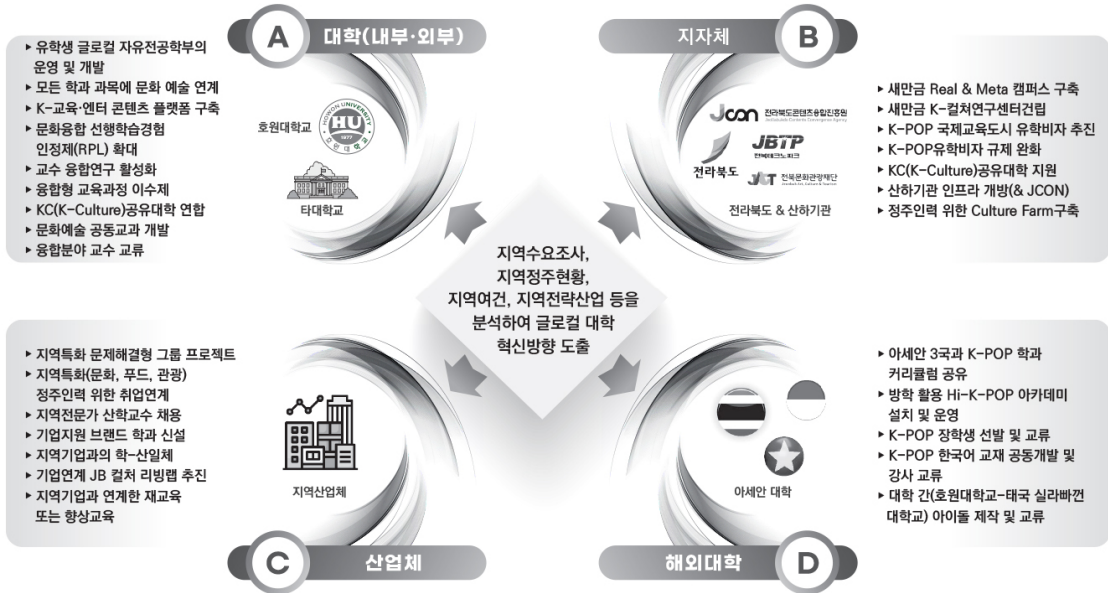 A 대학(내부·외부)
▸ 유학생 글로컬 자유전공학부의
운영 및 개발
▸ 모든 학과 과목에 문화 예술 연계
▸ K-교육·엔터 콘텐츠 플랫폼 구축
▸ 문화융합 선행학습경험
인정제(RPL) 확대
▸ 교수 융합연구 활성화
▸ 융합형 교육과정 이수제
▸ KC(K-Culture)공유대학 연합
▸ 문화예술 공동교과 개발
▸ 융합분야 교수 교류
호원대학교
HOWON UNIVERSITY
HU
1977
호원대학교
타대학교
지자체 B
Jcon 전라북도콘텐츠융합진흥원
전라북도
JBTP
전북테크노파크
JCT 전북문화관광재단
전라북도 & 산하기관
▸ 새만금 Real & Meta 캠퍼스 구축
▸ 새만금 K-컬쳐연구센터건립
▸ K-POP 국제교육도시 유학비자 추진
▸ K-POP유학비자 규제 완화
▸ KC(K-Culture)공유대학 지원
▸ 산하기관 인프라 개방(& JCON)
▸ 정주인력 위한 Culture Farm구축
지역수요조사,
지역정주현황,
지역여건, 지역전략산업 등을
분석하여 글로컬 대학
혁신방향 도출
▸ 지역특화 문제해결형 그룹 프로젝트
▸ 지역특화(문화, 푸드, 관광)
정주인력 위한 취업연계
▸ 지역전문가 산학교수 채용
▸ 기업지원 브랜드 학과 신설
▸ 지역기업과의 학-산일체
▸ 기업연계 JB 컬처 리빙랩 추진
▸ 지역기업과 연계한 재교육
또는 향상교육
지역산업체
C 산업체
아세안 대학
▸ 아세안 3국과 K-POP 학과
커리큘럼 공유
▸ 방학 활용 Hi-K-POP 아카데미
설치 및 운영
▸ K-POP 장학생 선발 및 교류
▸ K-POP 한국어 교재 공동개발 및
강사 교류
▸ 대학 간(호원대학교-태국 실라빠껀
대학교) 아이돌 제작 및 교류
해외대학 D